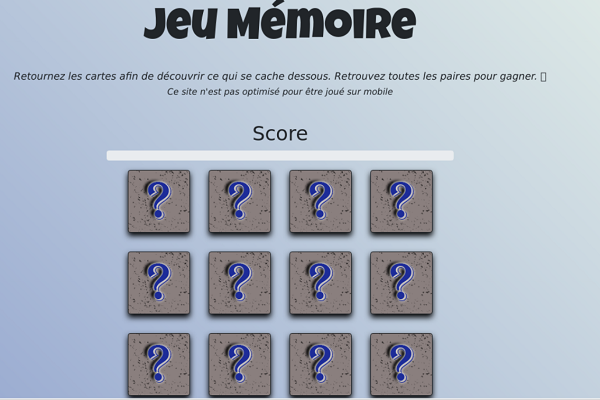 Jeu Mémoire
Retournez les cartes afin de découvrir ce qui se cache dessous. Retrouvez toutes les paires pour gagner.
Ce site n'est pas optimisé pour être joué sur mobile
Score
? ? ? ?
? ? ? ?
? ? ? ?